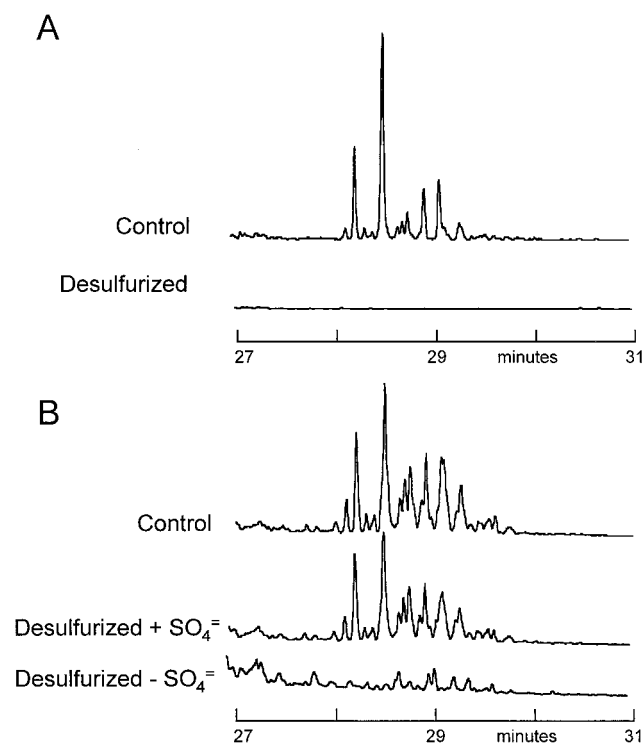 A
Control
Desulfurized
27 29 minutes 31
B
Control
Desulfurized + SO₄⁼
Desulfurized - SO₄⁼
27 29 minutes 31